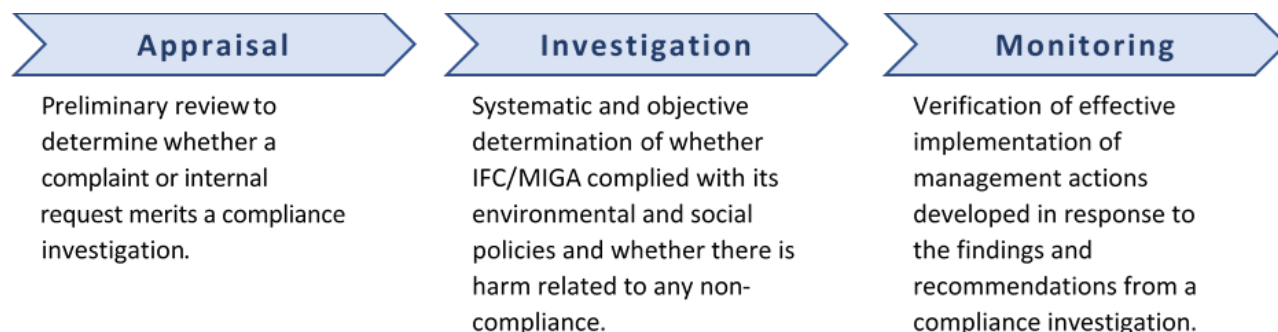 Appraisal
Preliminary review to
determine whether a
complaint or internal
request merits a compliance
investigation.
Investigation
Systematic and objective
determination of whether
IFC/MIGA complied with its
environmental and social
policies and whether there is
harm related to any non-
compliance.
Monitoring
Verification of effective
implementation of
management actions
developed in response to
the findings and
recommendations from a
compliance investigation.